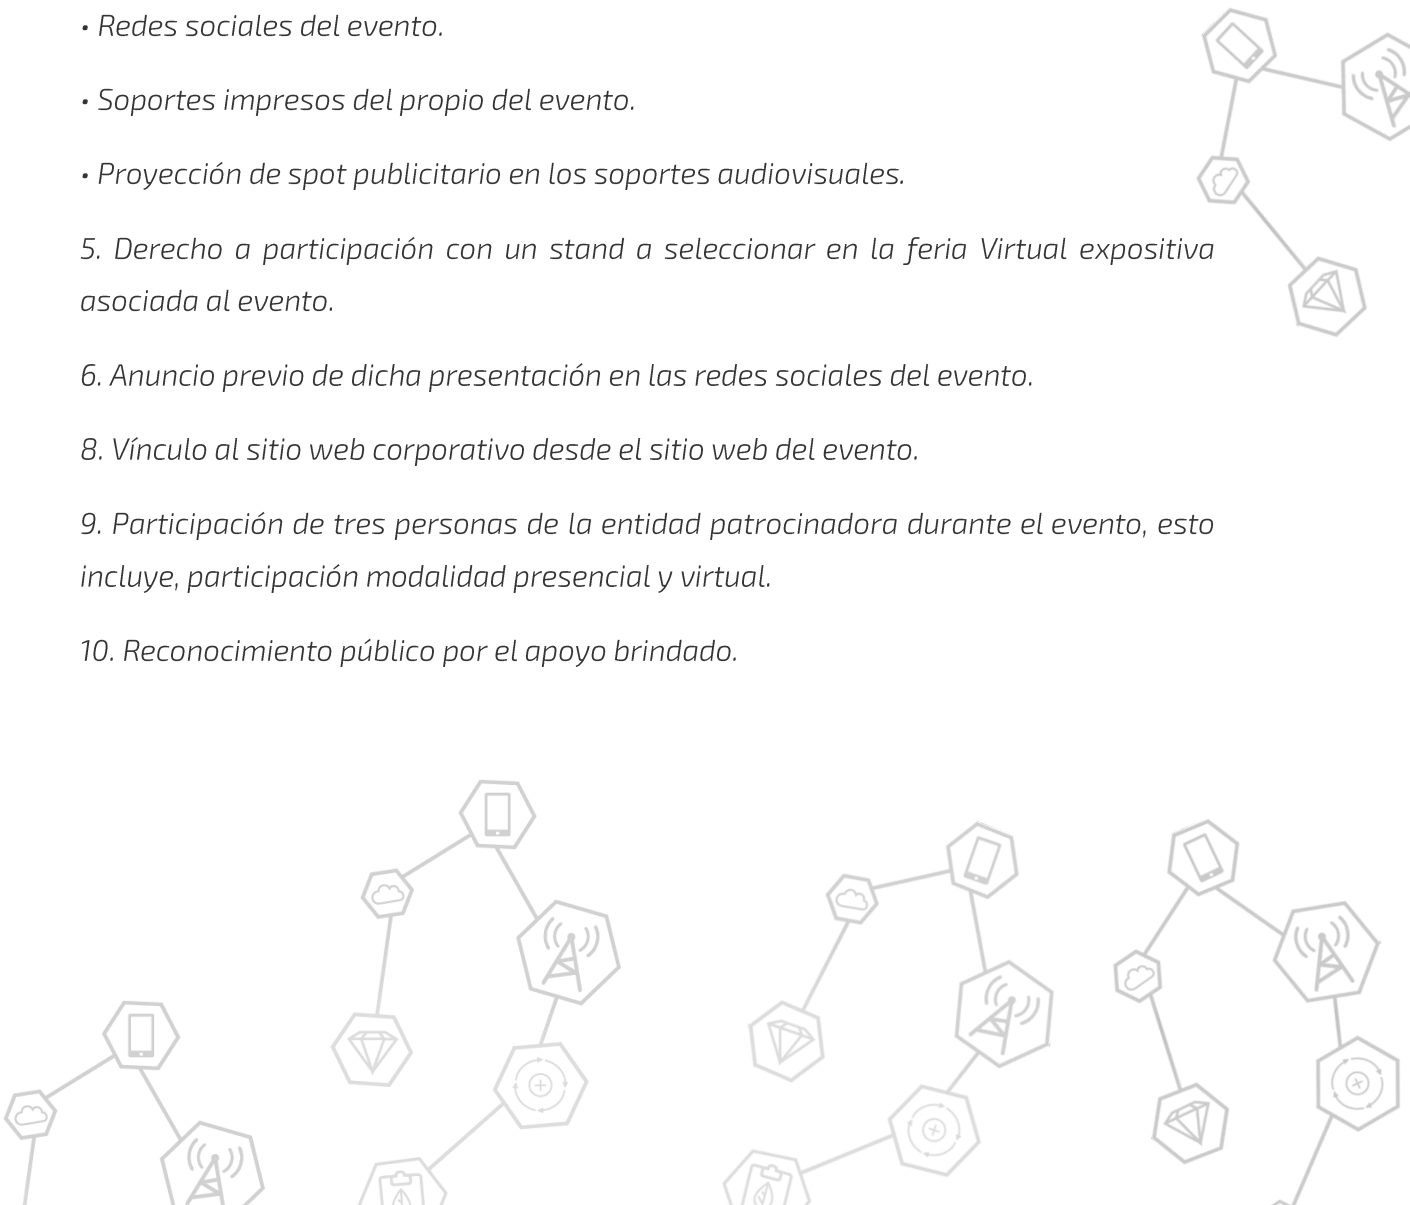 • Redes sociales del evento.
• Soportes impresos del propio del evento.
• Proyección de spot publicitario en los soportes audiovisuales.
5. Derecho a participación con un stand a seleccionar en la feria Virtual expositiva
asociada al evento.
6. Anuncio previo de dicha presentación en las redes sociales del evento.
8. Vínculo al sitio web corporativo desde el sitio web del evento.
9. Participación de tres personas de la entidad patrocinadora durante el evento, esto
incluye, participación modalidad presencial y virtual.
10. Reconocimiento público por el apoyo brindado.